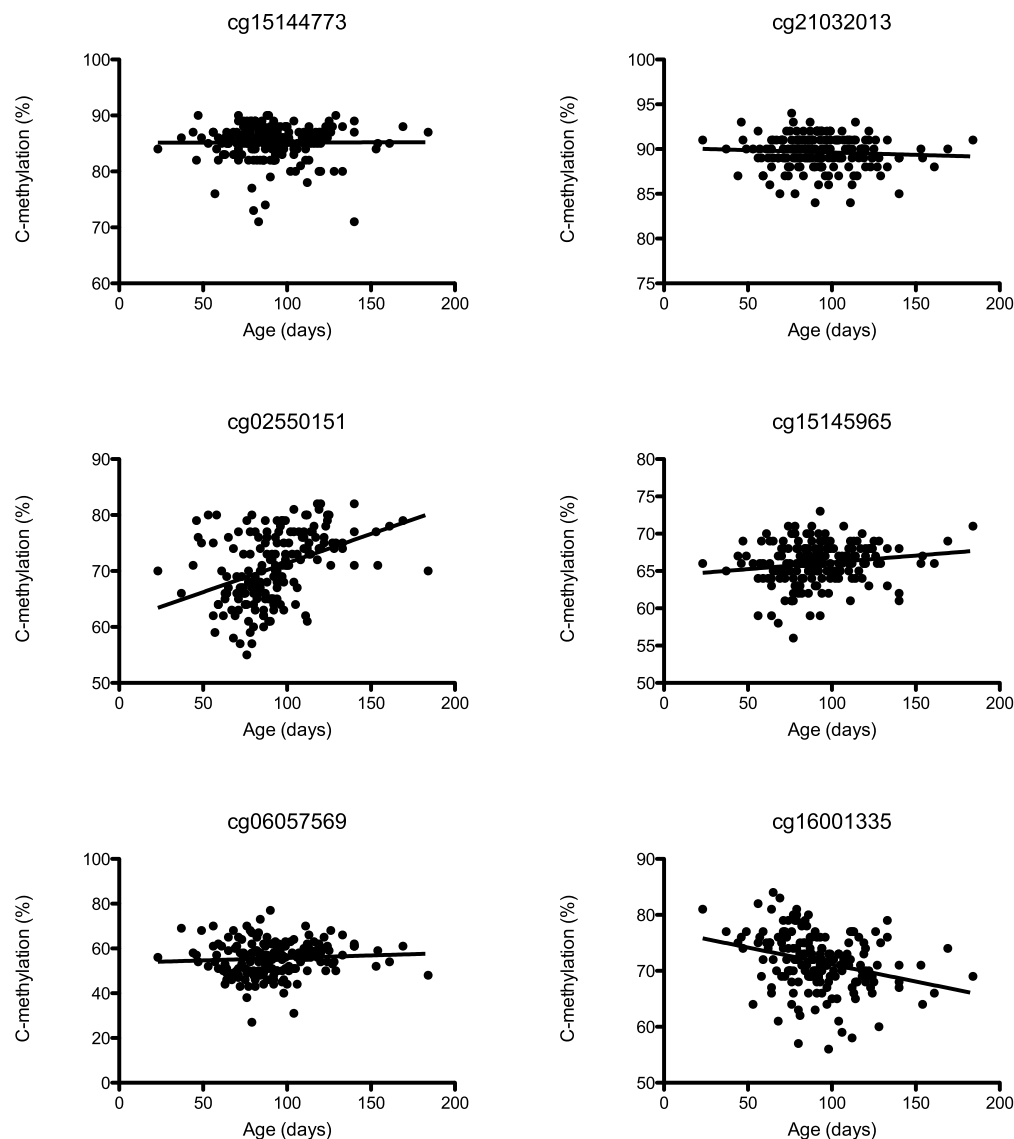 cg15144773
C-methylation (%)
100
90
80
70
60
0 50 100 150 200
Age (days)
cg21032013
C-methylation (%)
100
95
90
85
80
75
0 50 100 150 200
Age (days)
cg02550151
C-methylation (%)
90
80
70
60
50
0 50 100 150 200
Age (days)
cg15145965
C-methylation (%)
80
75
70
65
60
55
50
0 50 100 150 200
Age (days)
cg06057569
C-methylation (%)
100
80
60
40
20
0
0 50 100 150 200
Age (days)
cg16001335
C-methylation (%)
90
80
70
60
50
0 50 100 150 200
Age (days)